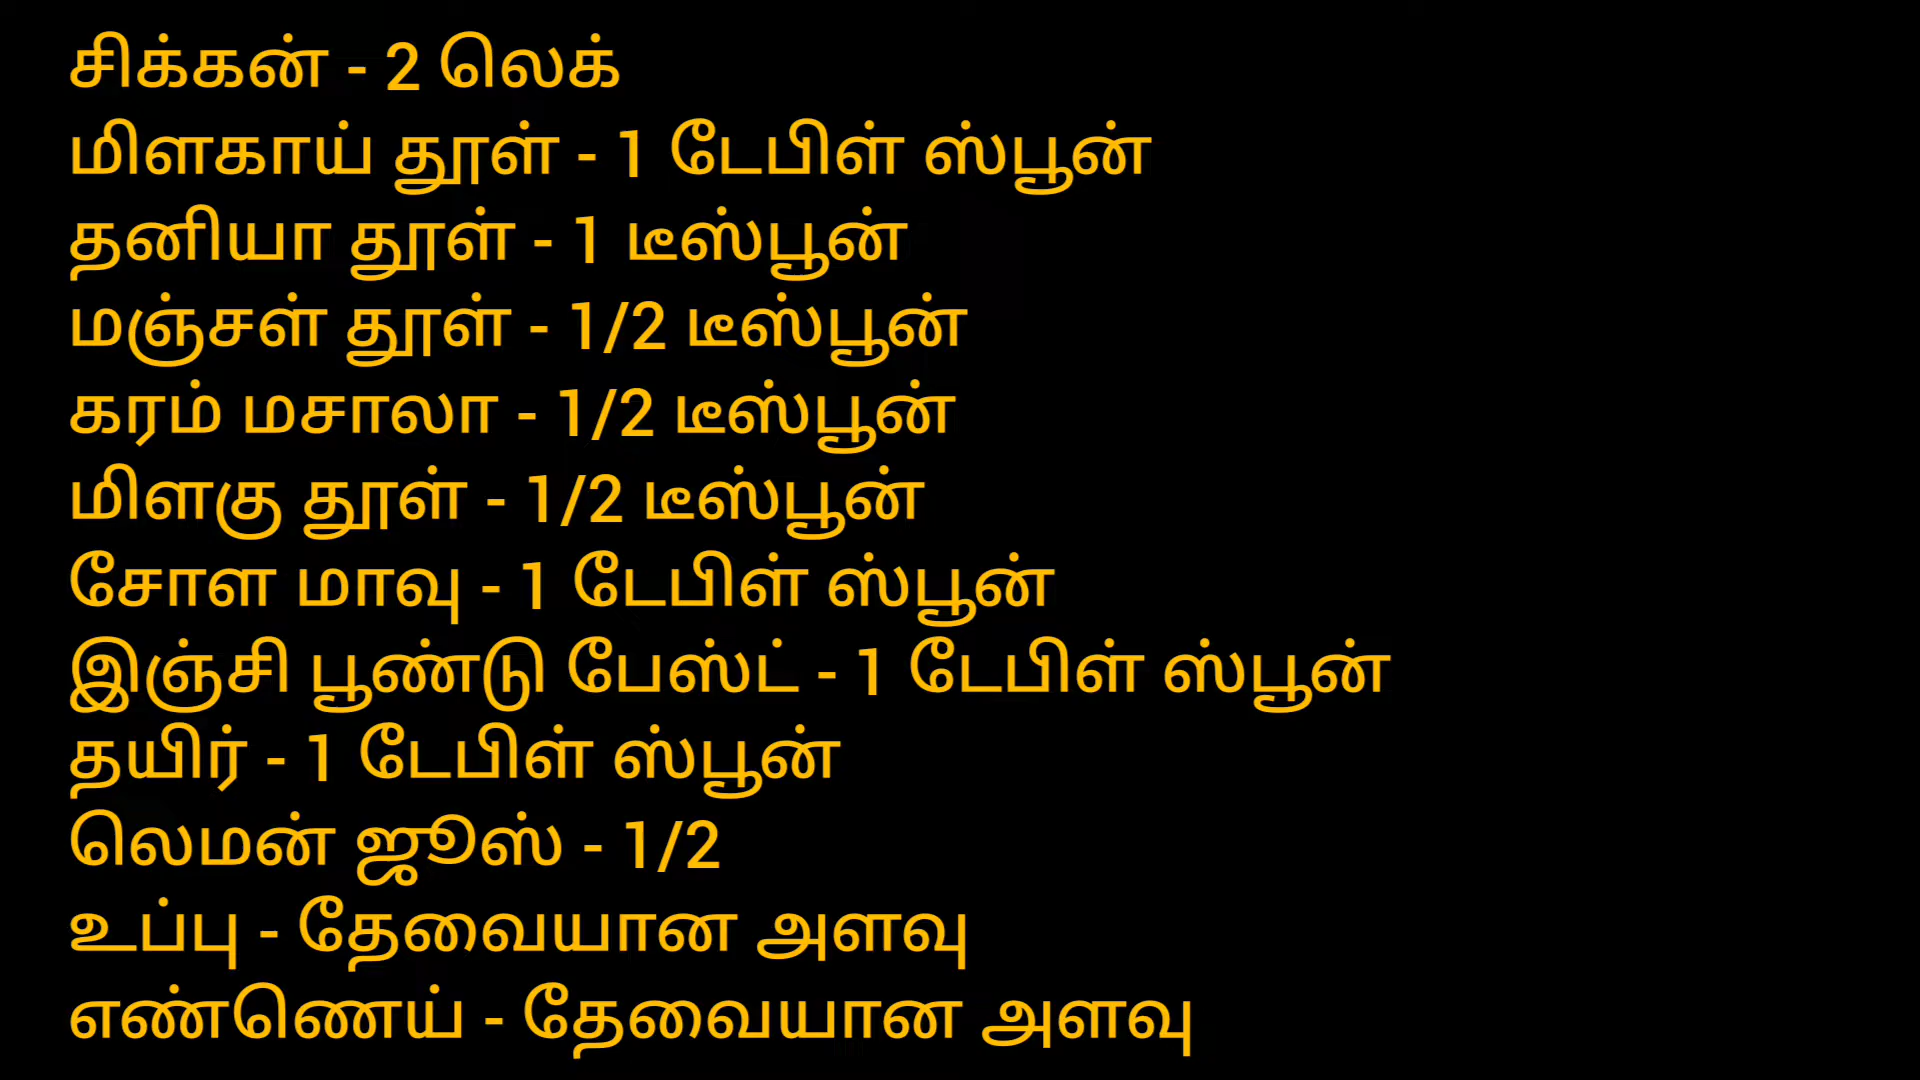 சிக்கன் - 2 லெக்
மிளகாய் தூள் - 1 டேபிள் ஸ்பூன்
தனியா தூள் - 1 டீஸ்பூன்
மஞ்சள் தூள் - 1/2 டீஸ்பூன்
கரம் மசாலா - 1/2 டீஸ்பூன்
மிளகு தூள் - 1/2 டீஸ்பூன்
சோள மாவு - 1 டேபிள் ஸ்பூன்
இஞ்சி பூண்டு பேஸ்ட் - 1 டேபிள் ஸ்பூன்
தயிர் - 1 டேபிள் ஸ்பூன்
லெமன் ஜூஸ் - 1/2
உப்பு - தேவையான அளவு
எண்ணெய் - தேவையான அளவு